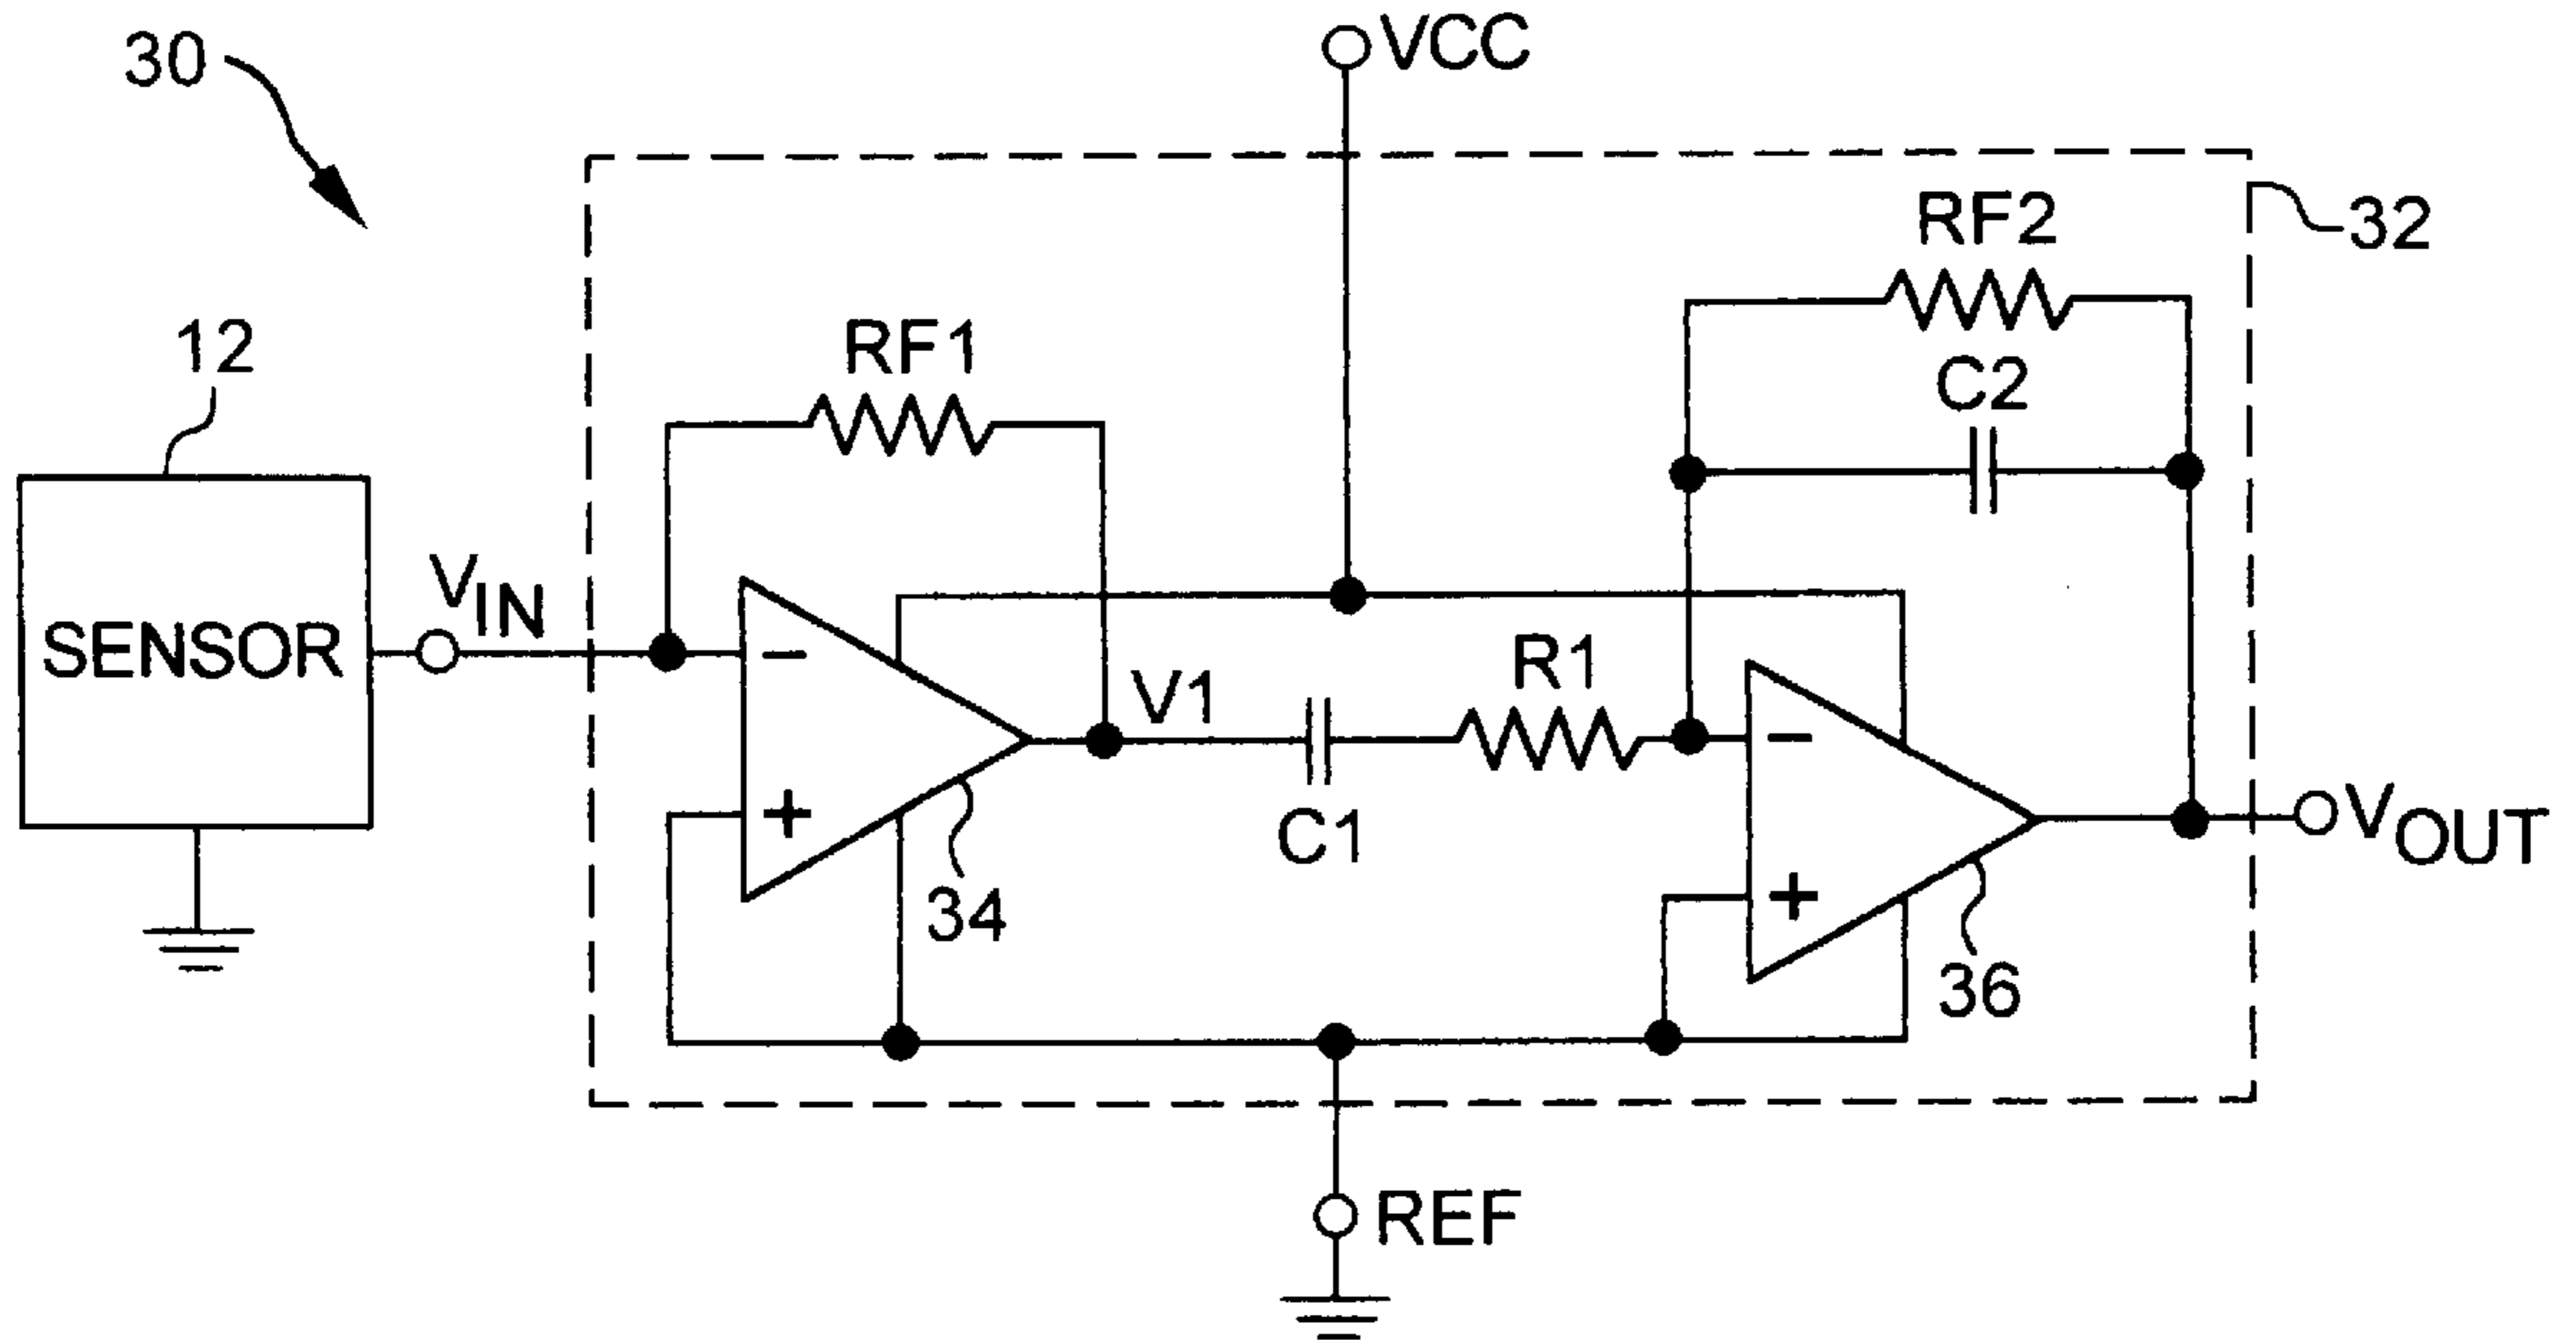 30
VCC
32
RF2
RF1
C2
12
SENSOR
VIN
−
+
34
V1
C1
R1
−
+
36
VOUT
REF